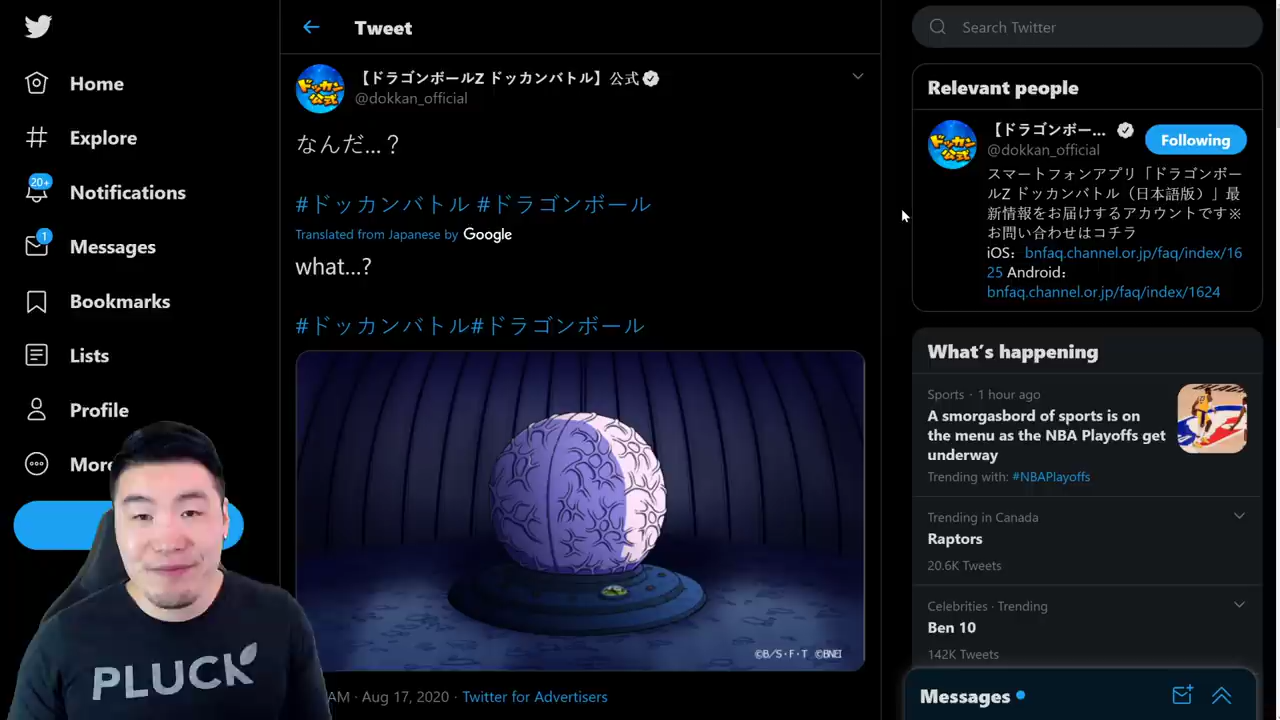 Home
Explore
20+
Notifications
1
Messages
Bookmarks
Lists
Profile
More
PLUCK
Tweet
【ドラゴンボールZ ドッカンバトル】公式
@dokkan_official
なんだ...？
#ドッカンバトル #ドラゴンボール
Translated from Japanese by Google
what...?
#ドッカンバトル#ドラゴンボール
©B/S・F・T ©BNEI
AM · Aug 17, 2020 · Twitter for Advertisers
Search Twitter
Relevant people
【ドラゴンボー...
@dokkan_official
Following
スマートフォンアプリ「ドラゴンボー
ルZ ドッカンバトル（日本語版）」最
新情報をお届けするアカウントです※
お問い合わせはコチラ
iOS： bnfaq.channel.or.jp/faq/index/16
25 Android：
bnfaq.channel.or.jp/faq/index/1624
What's happening
Sports · 1 hour ago
A smorgasbord of sports is on
the menu as the NBA Playoffs get
underway
Trending with: #NBAPlayoffs
Trending in Canada
Raptors
20.6K Tweets
Celebrities · Trending
Ben 10
142K Tweets
Messages